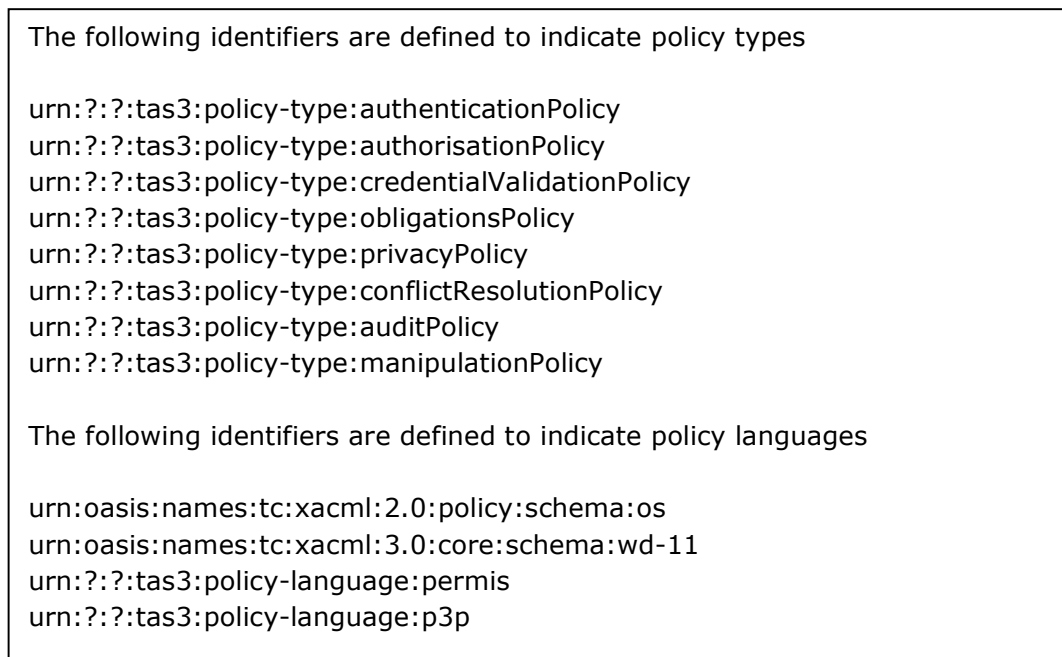 The following identifiers are defined to indicate policy types
urn:?:?:tas3:policy-type:authenticationPolicy
urn:?:?:tas3:policy-type:authorisationPolicy
urn:?:?:tas3:policy-type:credentialValidationPolicy
urn:?:?:tas3:policy-type:obligationsPolicy
urn:?:?:tas3:policy-type:privacyPolicy
urn:?:?:tas3:policy-type:conflictResolutionPolicy
urn:?:?:tas3:policy-type:auditPolicy
urn:?:?:tas3:policy-type:manipulationPolicy
The following identifiers are defined to indicate policy languages
urn:oasis:names:tc:xacml:2.0:policy:schema:os
urn:oasis:names:tc:xacml:3.0:core:schema:wd-11
urn:?:?:tas3:policy-language:permis
urn:?:?:tas3:policy-language:p3p